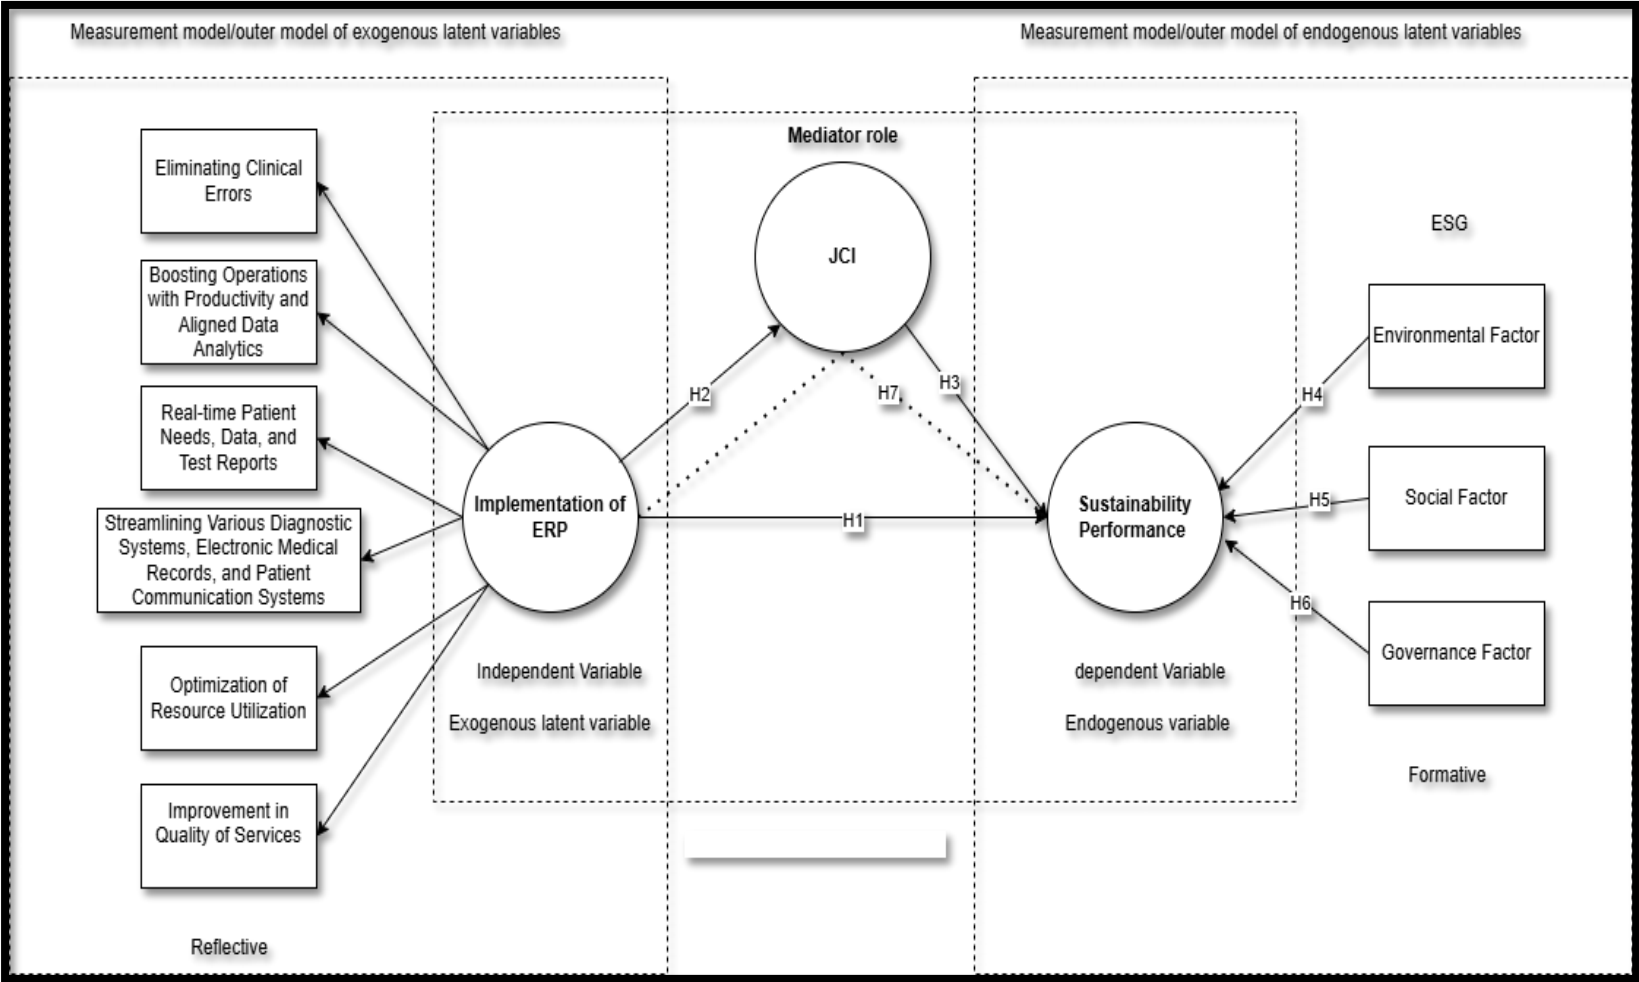 Measurement model/outer model of exogenous latent variables
Measurement model/outer model of endogenous latent variables
Mediator role
JCI
Eliminating Clinical
Errors
Boosting Operations
with Productivity and
Aligned Data
Analytics
Real-time Patient
Needs, Data, and
Test Reports
Streamlining Various Diagnostic
Systems, Electronic Medical
Records, and Patient
Communication Systems
Optimization of
Resource Utilization
Improvement in
Quality of Services
Reflective
Implementation of
ERP
Independent Variable
Exogenous latent variable
H2
H7
H3
H1
Sustainability
Performance
dependent Variable
Endogenous variable
H4
H5
H6
ESG
Environmental Factor
Social Factor
Governance Factor
Formative